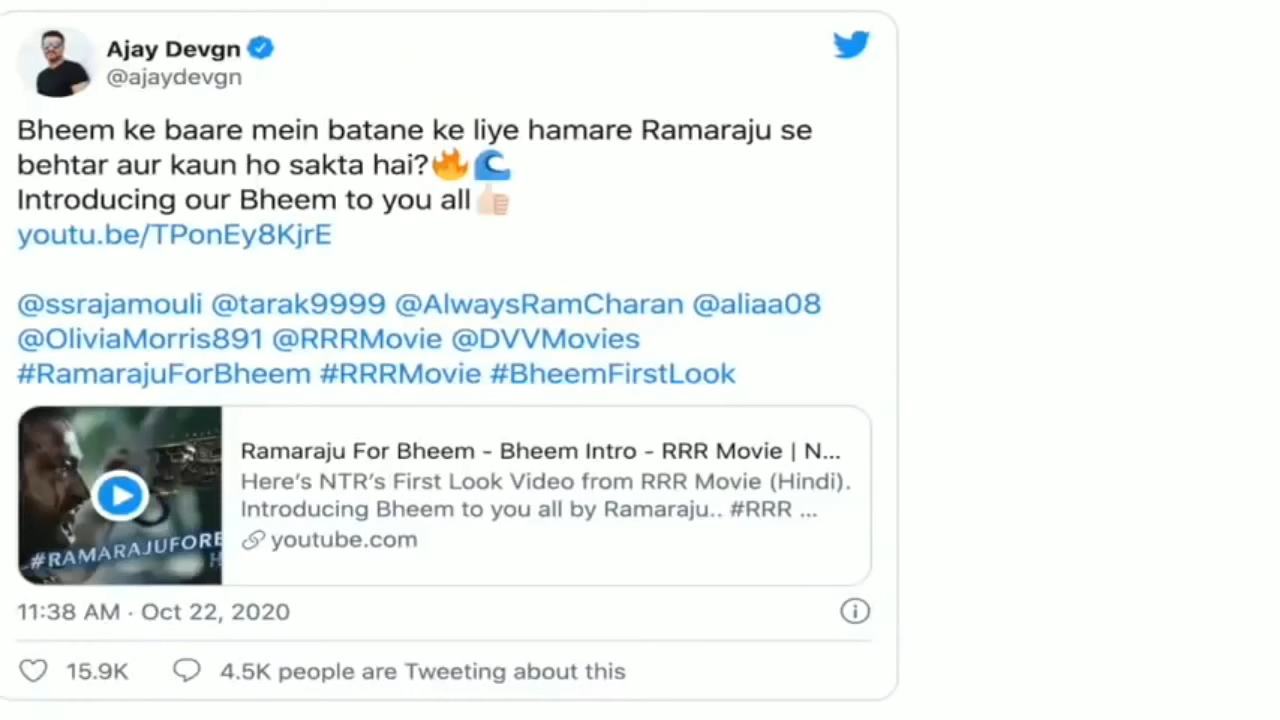 Ajay Devgn
@ajaydevgn
Bheem ke baare mein batane ke liye hamare Ramaraju se
behtar aur kaun ho sakta hai?🔥🌊
Introducing our Bheem to you all👍🏻
youtu.be/TPonEy8KjrE
@ssrajamouli @tarak9999 @AlwaysRamCharan @aliaa08
@OliviaMorris891 @RRRMovie @DVVMovies
#RamarajuForBheem #RRRMovie #BheemFirstLook
#RAMARAJUFORB
H
Ramaraju For Bheem - Bheem Intro - RRR Movie | N...
Here's NTR's First Look Video from RRR Movie (Hindi).
Introducing Bheem to you all by Ramaraju.. #RRR ...
youtube.com
11:38 AM · Oct 22, 2020
15.9K 4.5K people are Tweeting about this